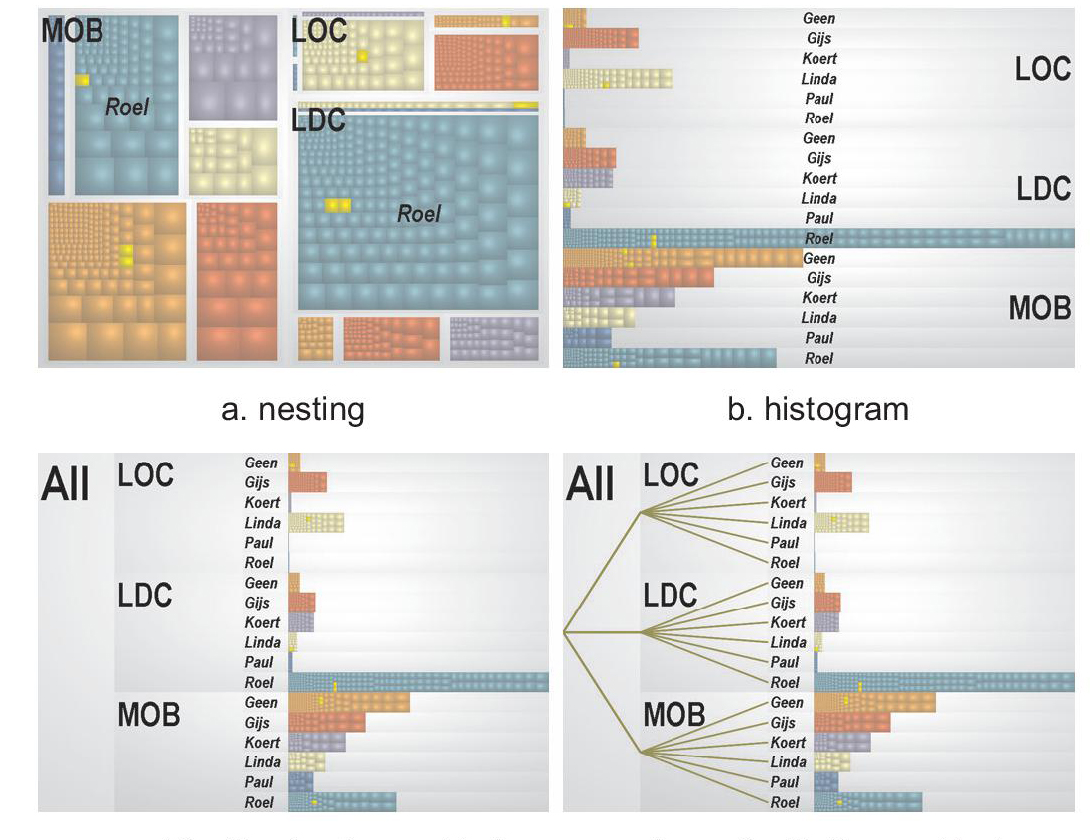 MOB
LOC
Roel
LDC
Roel
a. nesting
Geen
Gijs
Koert
Linda
Paul
Roel
LOC
Geen
Gijs
Koert
Linda
Paul
Roel
LDC
Geen
Gijs
Koert
Linda
Paul
Roel
MOB
b. histogram
All
LOC
Geen
Gijs
Koert
Linda
Paul
Roel
LDC
Geen
Gijs
Koert
Linda
Paul
Roel
MOB
Geen
Gijs
Koert
Linda
Paul
Roel
All
LOC
Geen
Gijs
Koert
Linda
Paul
Roel
LDC
Geen
Gijs
Koert
Linda
Paul
Roel
MOB
Geen
Gijs
Koert
Linda
Paul
Roel